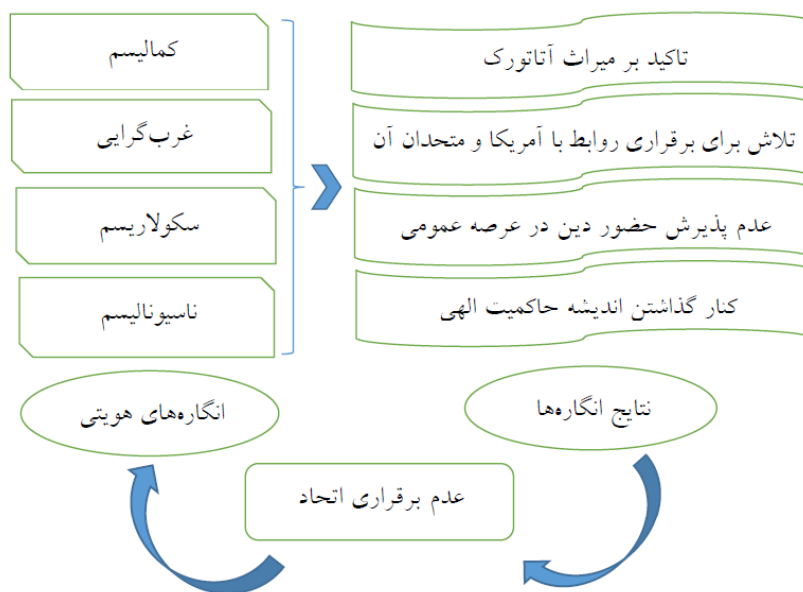 تاکید بر میراث آتاتورک
کمالیسم
تلاش برای برقراری روابط با آمریکا و متحدان آن
غرب‌گرایی
عدم پذیرش حضور دین در عرصه عمومی
سکولاریسم
کنار گذاشتن اندیشه حاکمیت الهی
ناسیونالیسم
نتایج انگاره‌ها
انگاره‌های هویتی
عدم برقراری اتحاد